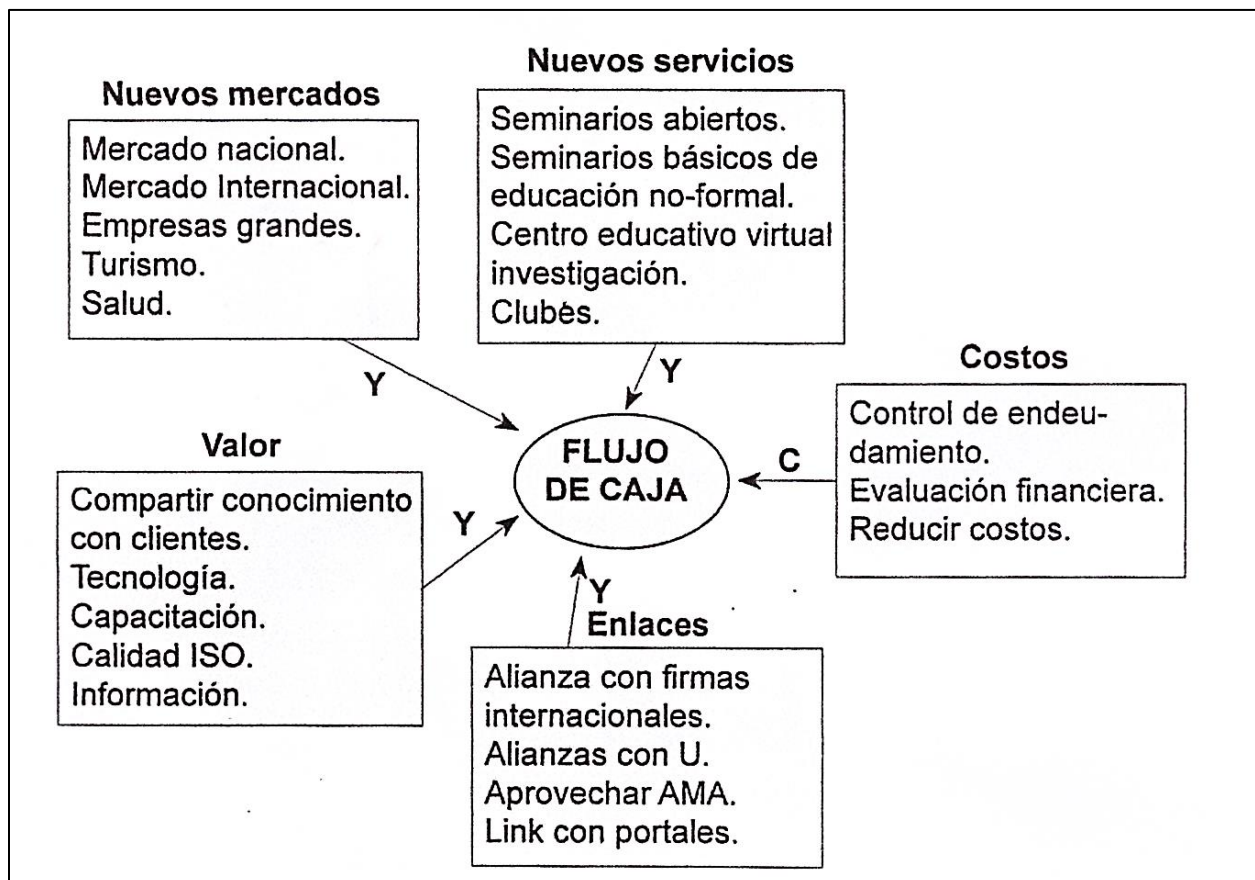 Nuevos mercados
Mercado nacional.
Mercado Internacional.
Empresas grandes.
Turismo.
Salud.
Y
Nuevos servicios
Seminarios abiertos.
Seminarios básicos de
educación no-formal.
Centro educativo virtual
investigación.
Clubés.
Y
Costos
Control de endeu-
damiento.
Evaluación financiera.
Reducir costos.
C
FLUJO
DE CAJA
Valor
Compartir conocimiento
con clientes.
Tecnología.
Capacitación.
Calidad ISO.
Información.
Y
Y
Enlaces
Alianza con firmas
internacionales.
Alianzas con U.
Aprovechar AMA.
Link con portales.